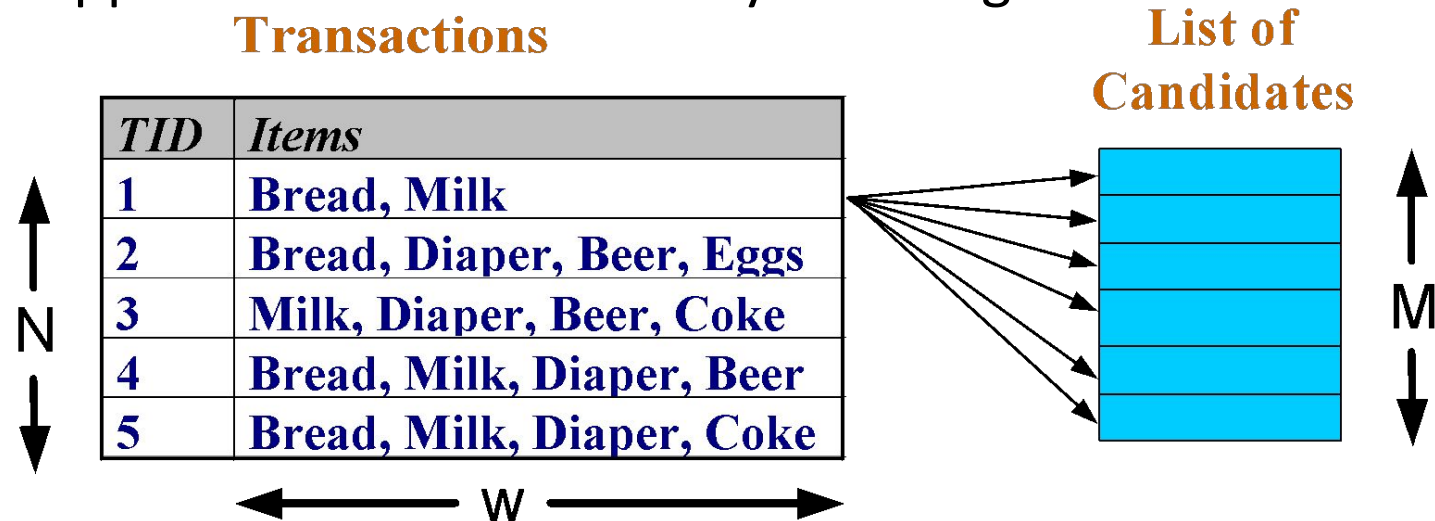 Transactions
List of
Candidates
TID Items
1 Bread, Milk
2 Bread, Diaper, Beer, Eggs
3 Milk, Diaper, Beer, Coke
4 Bread, Milk, Diaper, Beer
5 Bread, Milk, Diaper, Coke
N
M
w